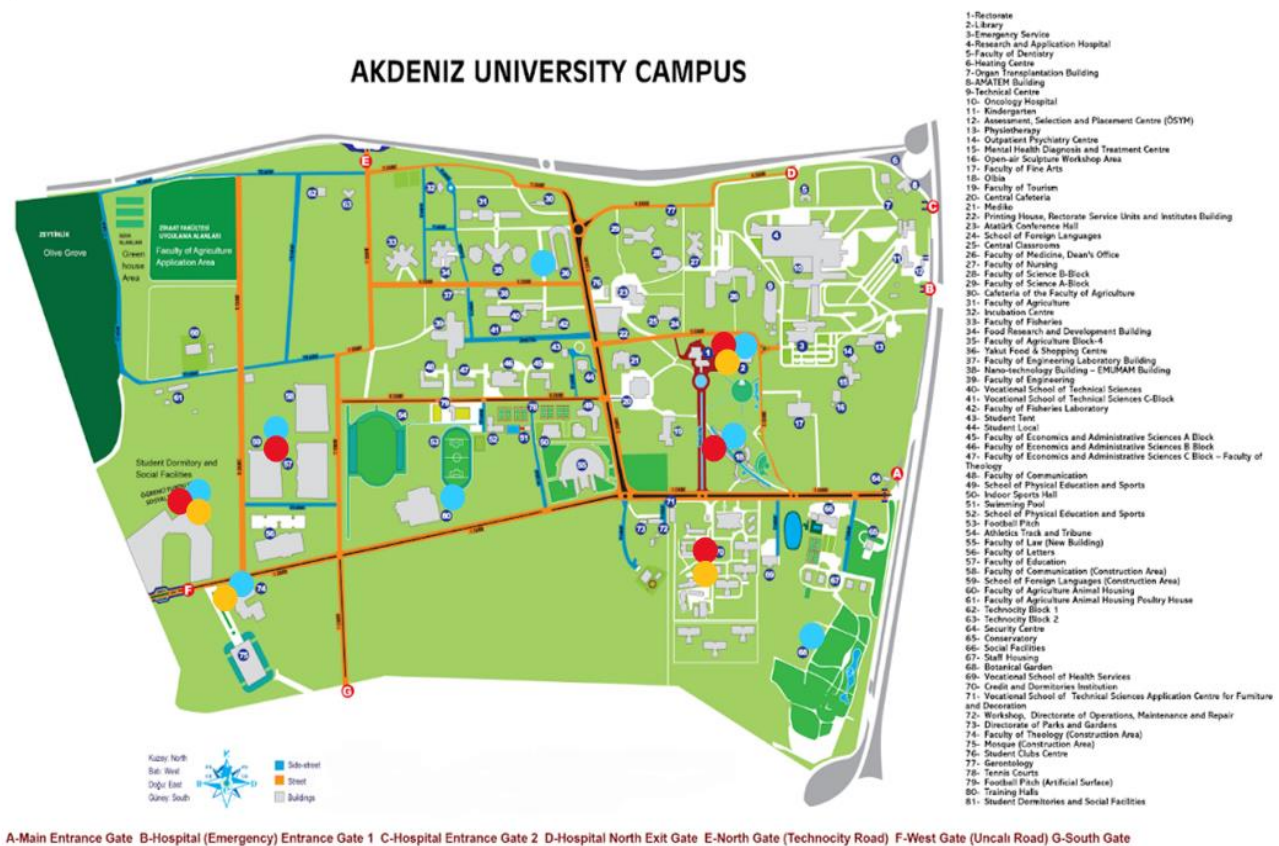 AKDENIZ UNIVERSITY CAMPUS
1-Rectorate
2-Library
3-Emergency Service
4-Research and Application Hospital
5-Faculty of Dentistry
6-Heating Centre
7-Organ Transplantation Building
8-AMATEM Building
9-Technical Centre
10- Oncology Hospital
11- Kindergarten
12- Assessment, Selection and Placement Centre (ÖSYM)
13- Physiotherapy
14- Outpatient Psychiatry Centre
15- Mental Health Diagnosis and Treatment Centre
16- Open-air Sculpture Workshop Area
17- Faculty of Fine Arts
18- Olbia
19- Faculty of Tourism
20- Central Cafeteria
21- Mediko
22- Printing House, Rectorate Service Units and Institutes Building
23- Atatürk Conference Hall
24- School of Foreign Languages
25- Central Classrooms
26- Faculty of Medicine, Dean's Office
27- Faculty of Nursing
28- Faculty of Science B-Block
29- Faculty of Science A-Block
30- Cafeteria of the Faculty of Agriculture
31- Faculty of Agriculture
32- Incubation Centre
33- Faculty of Fisheries
34- Food Research and Development Building
35- Faculty of Agriculture Block-4
36- Yakut Food & Shopping Centre
37- Faculty of Engineering Laboratory Building
38- Nano-technology Building – EMUMAM Building
39- Faculty of Engineering
40- Vocational School of Technical Sciences
41- Vocational School of Technical Sciences C-Block
42- Faculty of Fisheries Laboratory
43- Student Tent
44- Student Local
45- Faculty of Economics and Administrative Sciences A Block
46- Faculty of Economics and Administrative Sciences B Block
47- Faculty of Economics and Administrative Sciences C Block – Faculty of
Theology
48- Faculty of Communication
49- School of Physical Education and Sports
50- Indoor Sports Hall
51- Swimming Pool
52- School of Physical Education and Sports
53- Football Pitch
54- Athletics Track and Tribune
55- Faculty of Law (New Building)
56- Faculty of Letters
57- Faculty of Education
58- Faculty of Communication (Construction Area)
59- School of Foreign Languages (Construction Area)
60- Faculty of Agriculture Animal Housing
61- Faculty of Agriculture Animal Housing Poultry House
62- Technocity Block 1
63- Technocity Block 2
64- Security Centre
65- Conservatory
66- Social Facilities
67- Staff Housing
68- Botanical Garden
69- Vocational School of Health Services
70- Credit and Dormitories Institution
71- Vocational School of Technical Sciences Application Centre for Furniture
and Decoration
72- Workshop, Directorate of Operations, Maintenance and Repair
73- Directorate of Parks and Gardens
74- Faculty of Theology (Construction Area)
75- Mosque (Construction Area)
76- Student Clubs Centre
77- Gerontology
78- Tennis Courts
79- Football Pitch (Artificial Surface)
80- Training Halls
81- Student Dormitories and Social Facilities
ZEYTİNLİK
Olive Grove
Green
house
Area
ZİRAAT FAKÜLTESİ
UYGULAMA ALANLARI
Faculty of Agriculture
Application Area
Student Dormitory and
Social Facilities
E
D
C
B
A
F
G
Kuzey: North
Batı: West
Doğu: East
Güney: South
Side-street
Street
Buildings
A-Main Entrance Gate B-Hospital (Emergency) Entrance Gate 1 C-Hospital Entrance Gate 2 D-Hospital North Exit Gate E-North Gate (Technocity Road) F-West Gate (Uncalı Road) G-South Gate